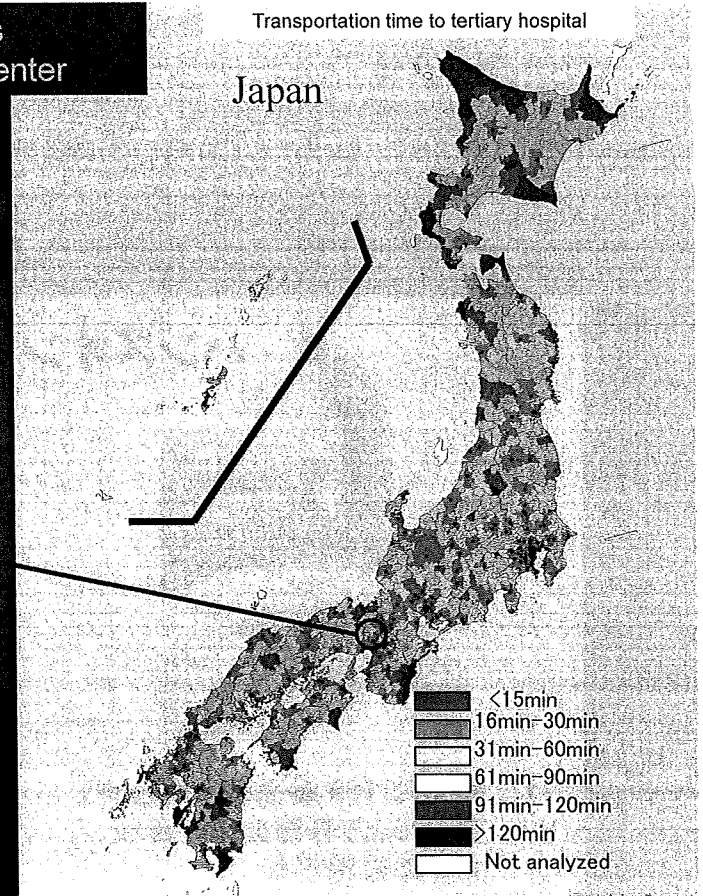 s
enter
Transportation time to tertiary hospital
Japan
<15min
16min-30min
31min-60min
61min-90min
91min-120min
>120min
Not analyzed